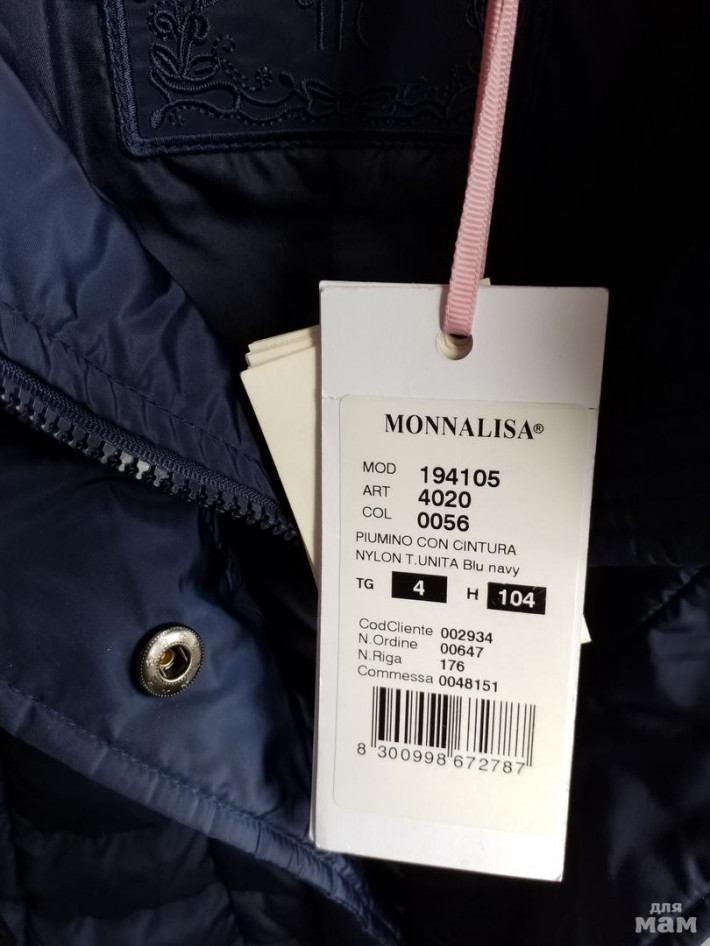 MONNALISA®
MOD 194105
ART 4020
COL 0056
PIUMINO CON CINTURA
NYLON T.UNITA Blu navy
TG 4 H 104
CodCliente 002934
N.Ordine 00647
N.Riga 176
Commessa 0048151
8 300998 672787
для
мам